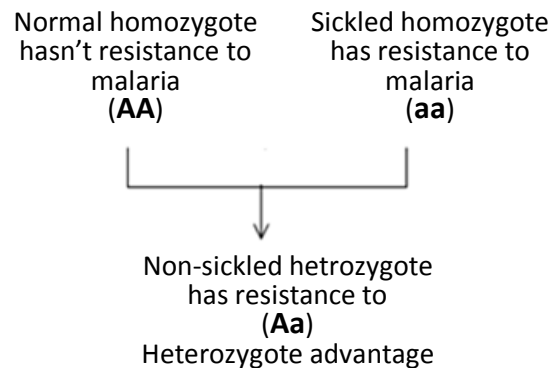 Normal homozygote
hasn't resistance to
malaria
(AA)
Sickled homozygote
has resistance to
malaria
(aa)
Non-sickled hetrozygote
has resistance to
(Aa)
Heterozygote advantage